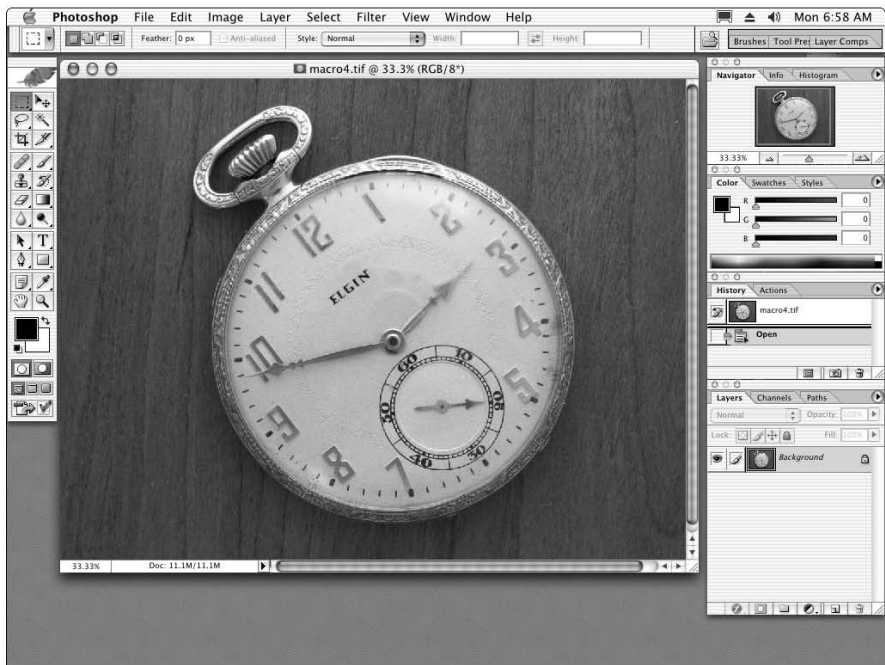 Photoshop File Edit Image Layer Select Filter View Window Help Mon 6:58 AM
Feather: 0 px Anti-aliased Style: Normal Width: Height: Brushes Tool Pre Layer Comps
macro4.tif @ 33.3% (RGB/8*)
Navigator Info Histogram
33.33%
Color Swatches Styles
R 0
G 0
B 0
History Actions
macro4.tif
Open
Layers Channels Paths
Normal Opacity: 100%
Lock: Fill: 100%
Background
T
12 1 2
11 3
ELGIN
10 4
9 5
8 7
60 10
50 20
40 30
33.33% Doc: 11.1M/11.1M